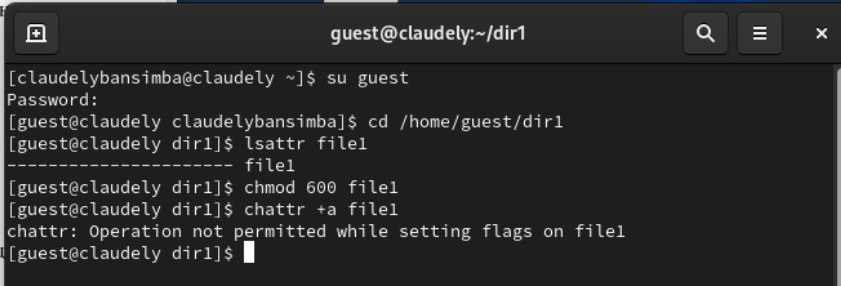 guest@claudely:~/dir1
[claudelybansimba@claudely ~]$ su guest
Password:
[guest@claudely claudelybansimba]$ cd /home/guest/dir1
[guest@claudely dir1]$ lsattr file1
---------------------- file1
[guest@claudely dir1]$ chmod 600 file1
[guest@claudely dir1]$ chattr +a file1
chattr: Operation not permitted while setting flags on file1
[guest@claudely dir1]$